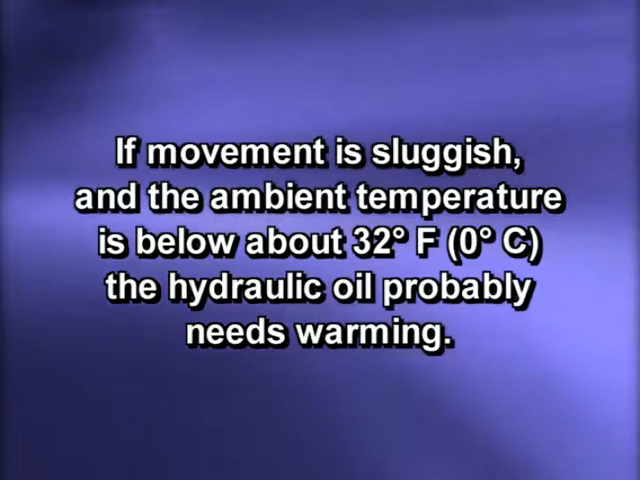 If movement is sluggish,
and the ambient temperature
is below about 32° F (0° C)
the hydraulic oil probably
needs warming.